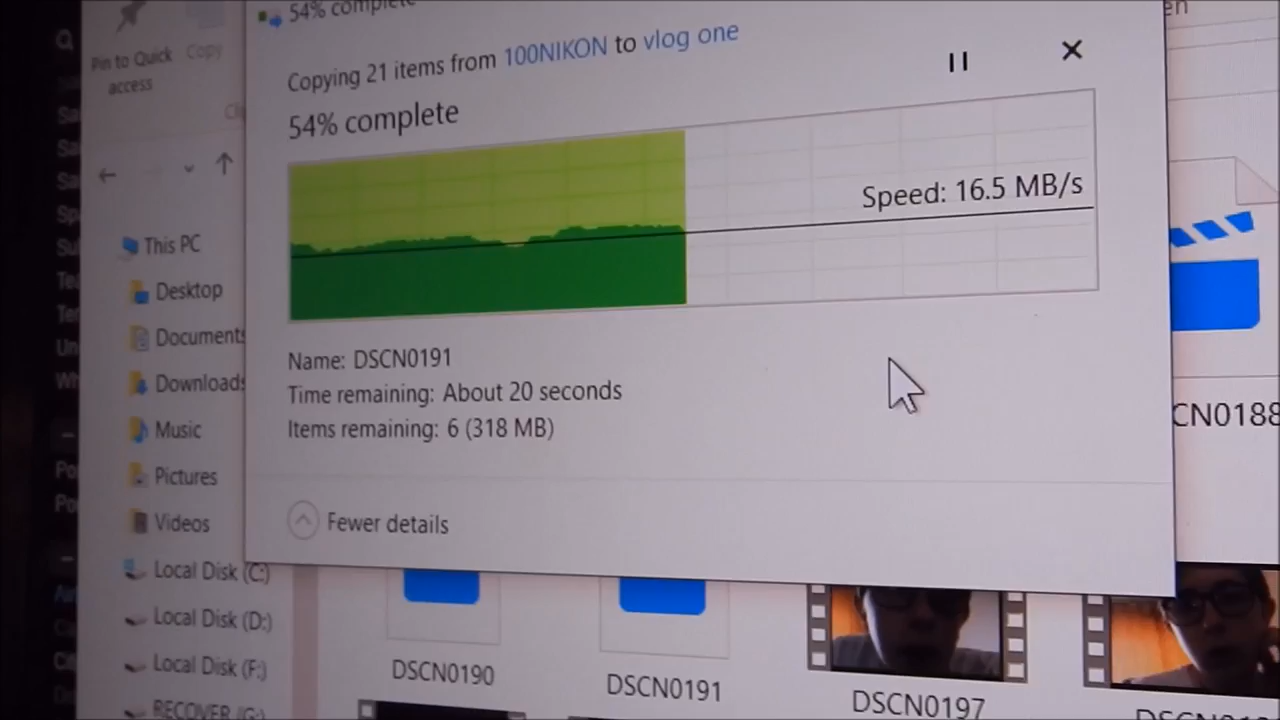 54% complete
Pin to Quick
access
Copy
Copying 21 items from 100NIKON to vlog one
54% complete
Speed: 16.5 MB/s
This PC
Desktop
Documents
Downloads
Music
Pictures
Videos
Local Disk (C:)
Local Disk (D:)
Local Disk (F:)
RECOVER (G:)
Name: DSCN0191
Time remaining: About 20 seconds
Items remaining: 6 (318 MB)
Fewer details
CN0188
DSCN0190
DSCN0191
DSCN0197